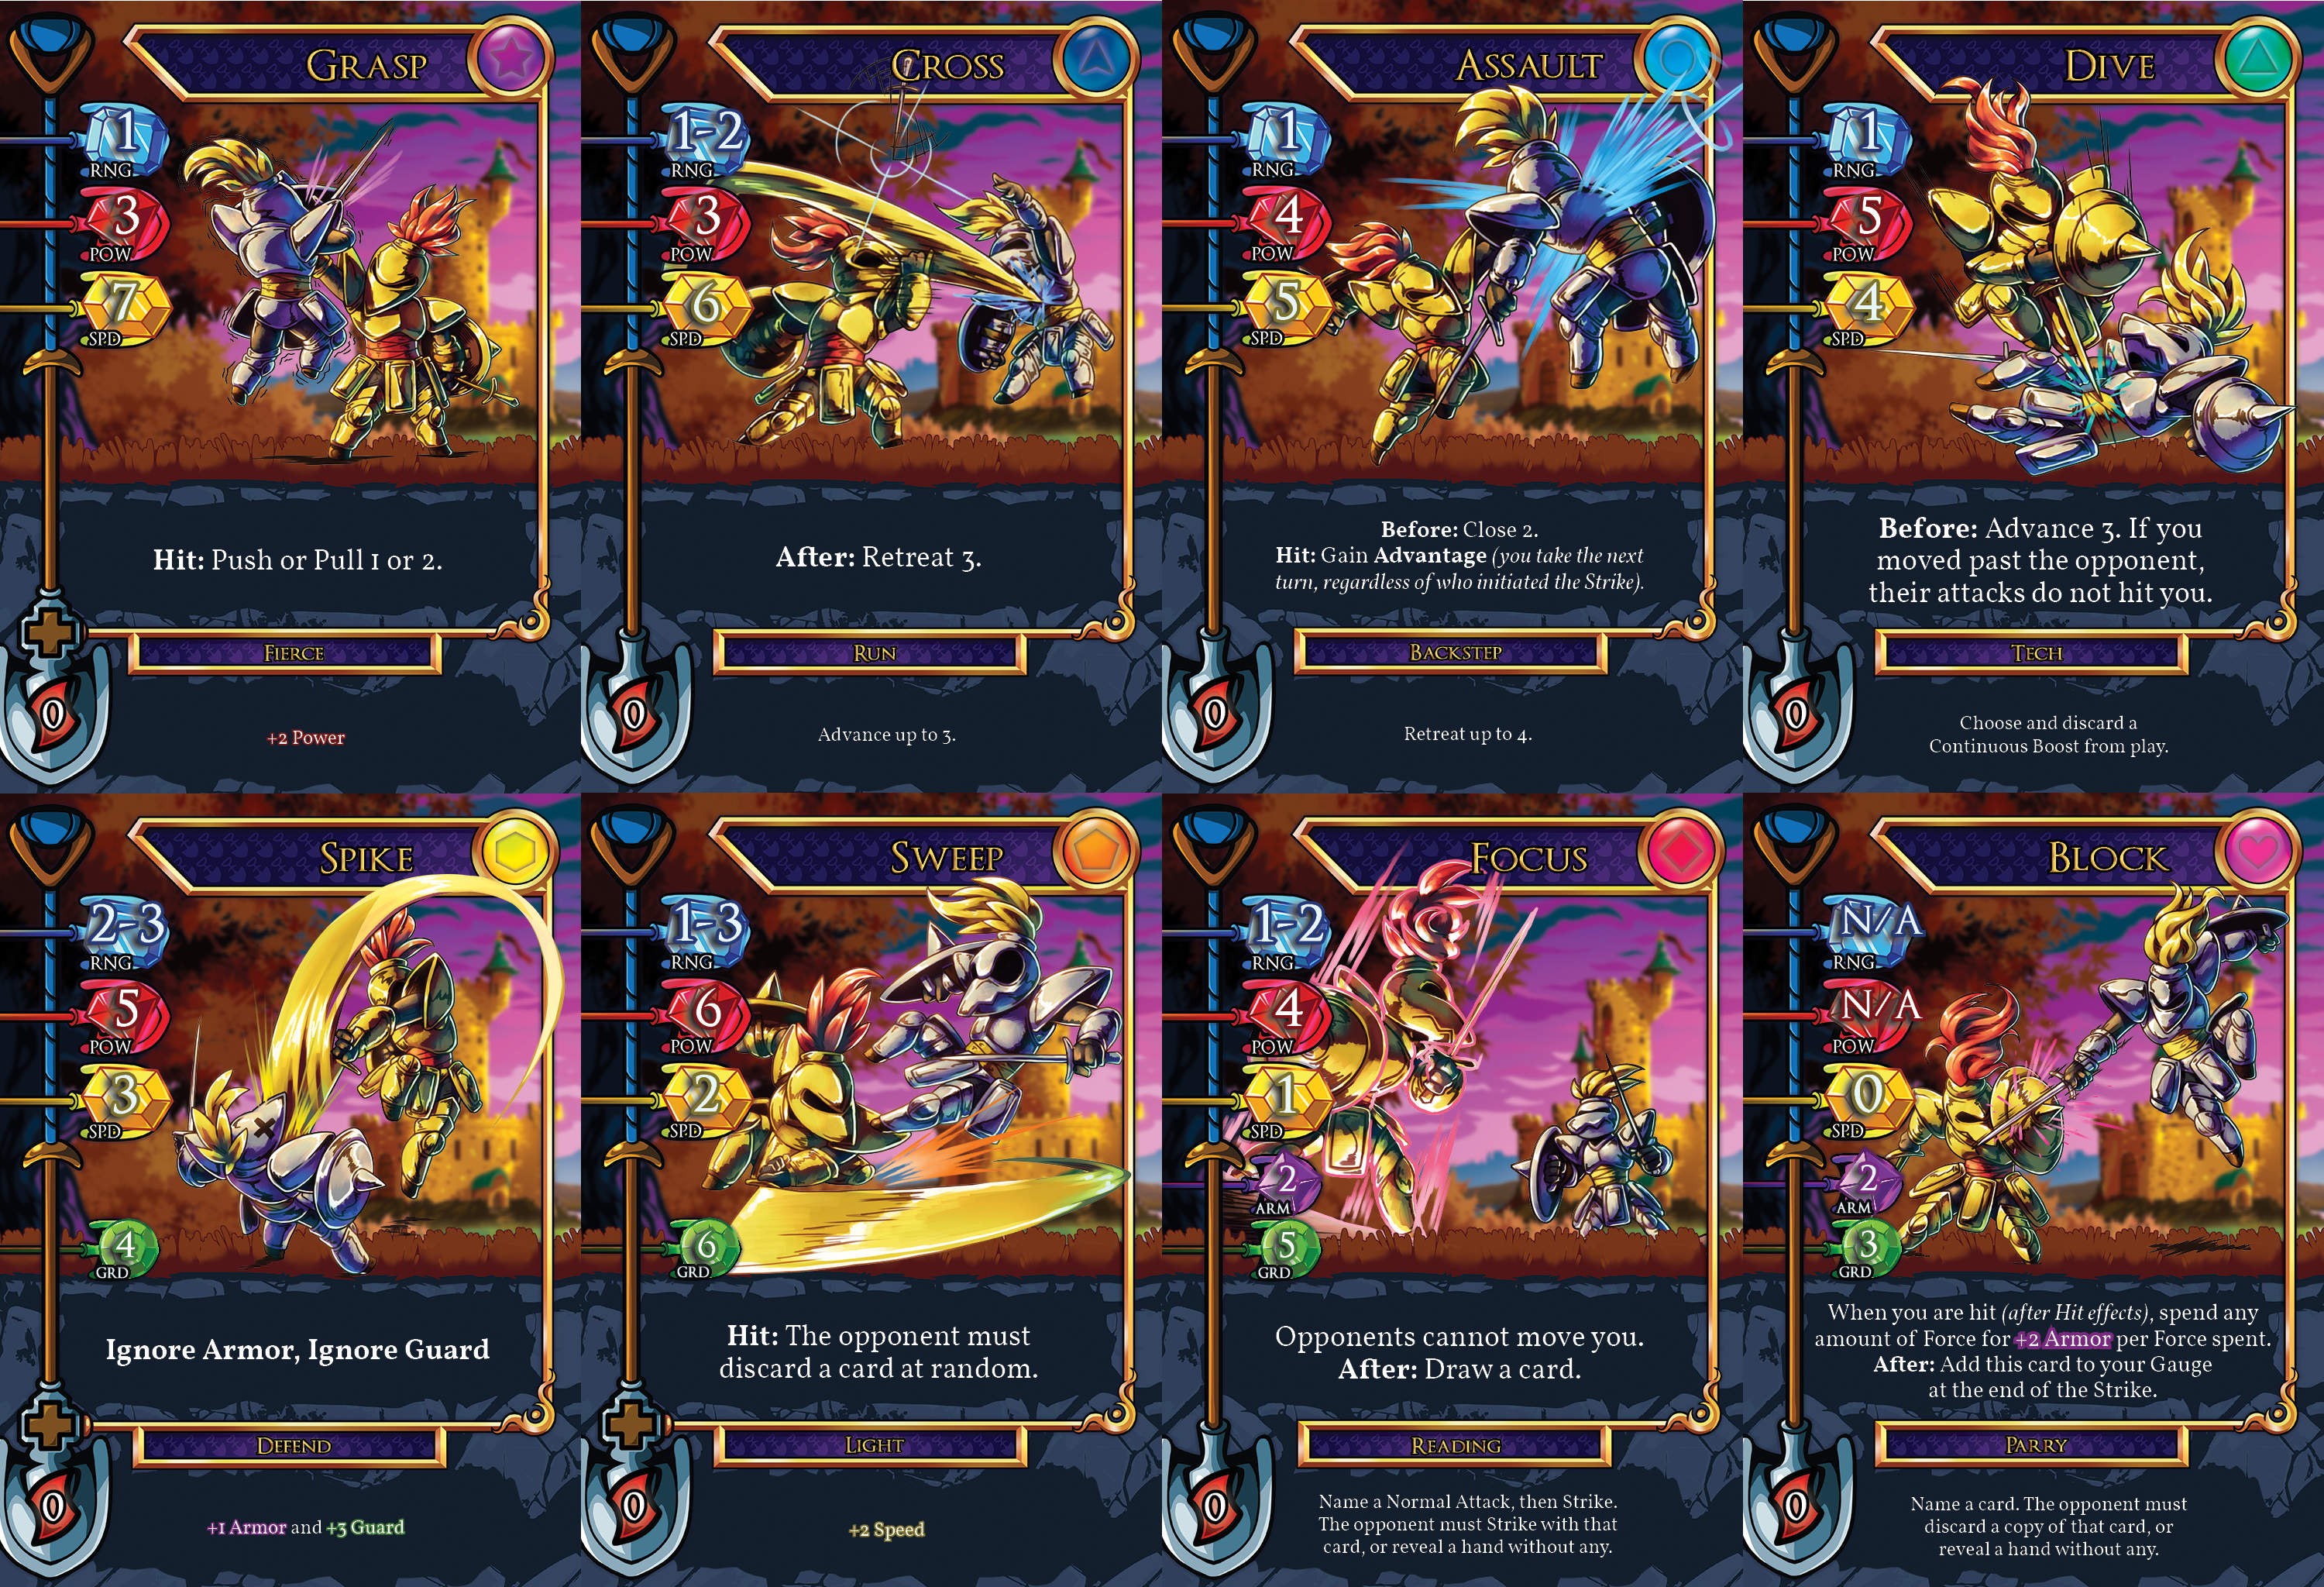 GRASP
1
RNG
3
POW
7
SPD
Hit: Push or Pull 1 or 2.
FIERCE
0
+2 Power
CROSS
1-2
RNG
3
POW
6
SPD
After: Retreat 3.
RUN
0
Advance up to 3.
ASSAULT
1
RNG
4
POW
5
SPD
Before: Close 2.
Hit: Gain Advantage (you take the next
turn, regardless of who initiated the Strike).
BACKSTEP
0
Retreat up to 4.
DIVE
1
RNG
5
POW
4
SPD
Before: Advance 3. If you
moved past the opponent,
their attacks do not hit you.
TECH
0
Choose and discard a
Continuous Boost from play.
SPIKE
2-3
RNG
5
POW
3
SPD
4
GRD
Ignore Armor, Ignore Guard
DEFEND
0
+1 Armor and +3 Guard
SWEEP
1-3
RNG
6
POW
2
SPD
6
GRD
Hit: The opponent must
discard a card at random.
LIGHT
0
+2 Speed
FOCUS
1-2
RNG
4
POW
1
SPD
2
ARM
5
GRD
Opponents cannot move you.
After: Draw a card.
READING
0
Name a Normal Attack, then Strike.
The opponent must Strike with that
card, or reveal a hand without any.
BLOCK
N/A
RNG
N/A
POW
0
SPD
2
ARM
3
GRD
When you are hit (after Hit effects), spend any
amount of Force for +2 Armor per Force spent.
After: Add this card to your Gauge
at the end of the Strike.
PARRY
0
Name a card. The opponent must
discard a copy of that card, or
reveal a hand without any.